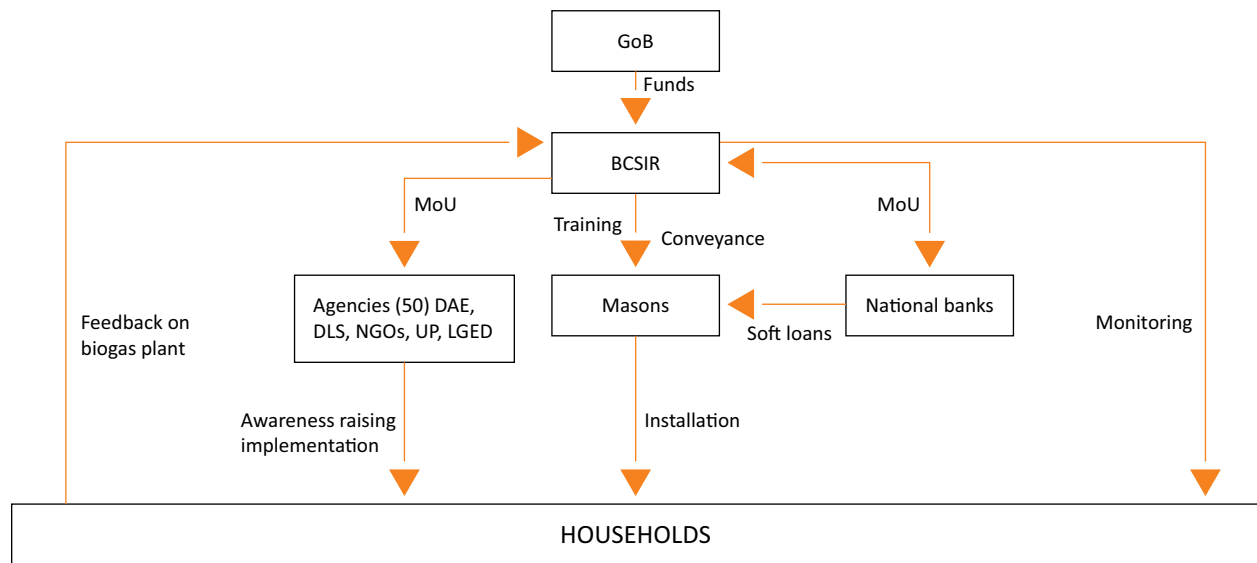 GoB
Funds
BCSIR
MoU
Training
Conveyance
MoU
Agencies (50) DAE,
DLS, NGOs, UP, LGED
Masons
National banks
Soft loans
Feedback on
biogas plant
Monitoring
Awareness raising
implementation
Installation
HOUSEHOLDS